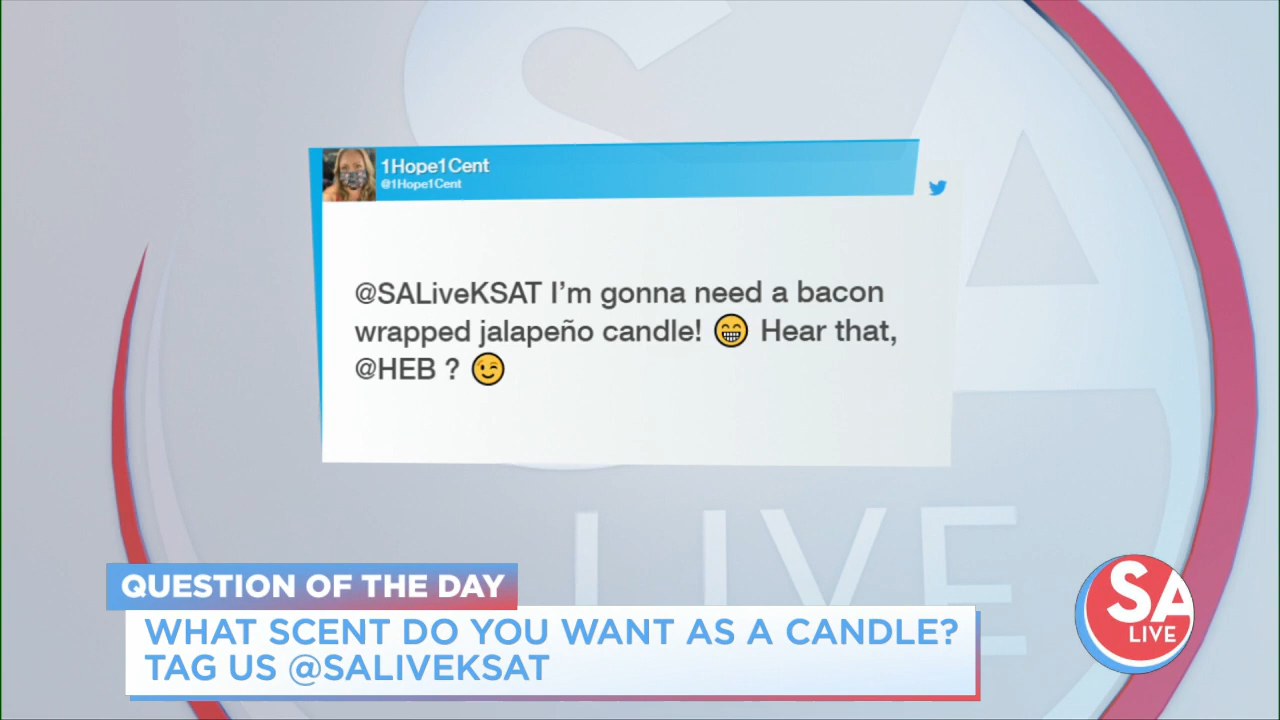 1Hope1Cent
@1Hope1Cent
@SALiveKSAT I'm gonna need a bacon
wrapped jalapeño candle! 😁 Hear that,
@HEB ? 😉
LIVE
QUESTION OF THE DAY
WHAT SCENT DO YOU WANT AS A CANDLE?
TAG US @SALIVEKSAT
SA
LIVE